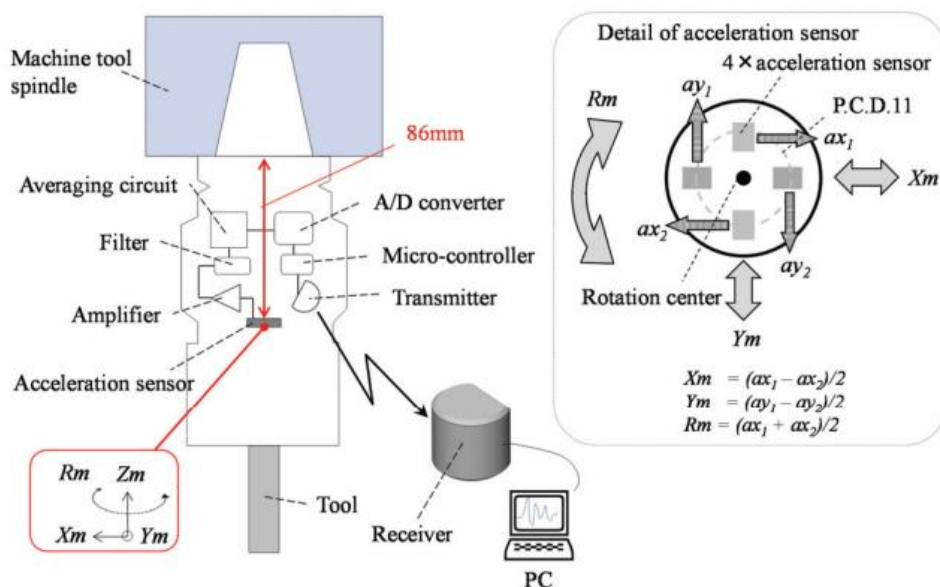 Machine tool
spindle
86mm
Averaging circuit
A/D converter
Filter
Micro-controller
Amplifier
Transmitter
Acceleration sensor
Rm
Zm
Xm
Ym
Tool
Receiver
PC
Detail of acceleration sensor
4×acceleration sensor
Rm
ay1
P.C.D.11
ax1
Xm
ax2
ay2
Rotation center
Ym
Xm = (ax1 – ax2)/2
Ym = (ay1 – ay2)/2
Rm = (ax1 + ax2)/2